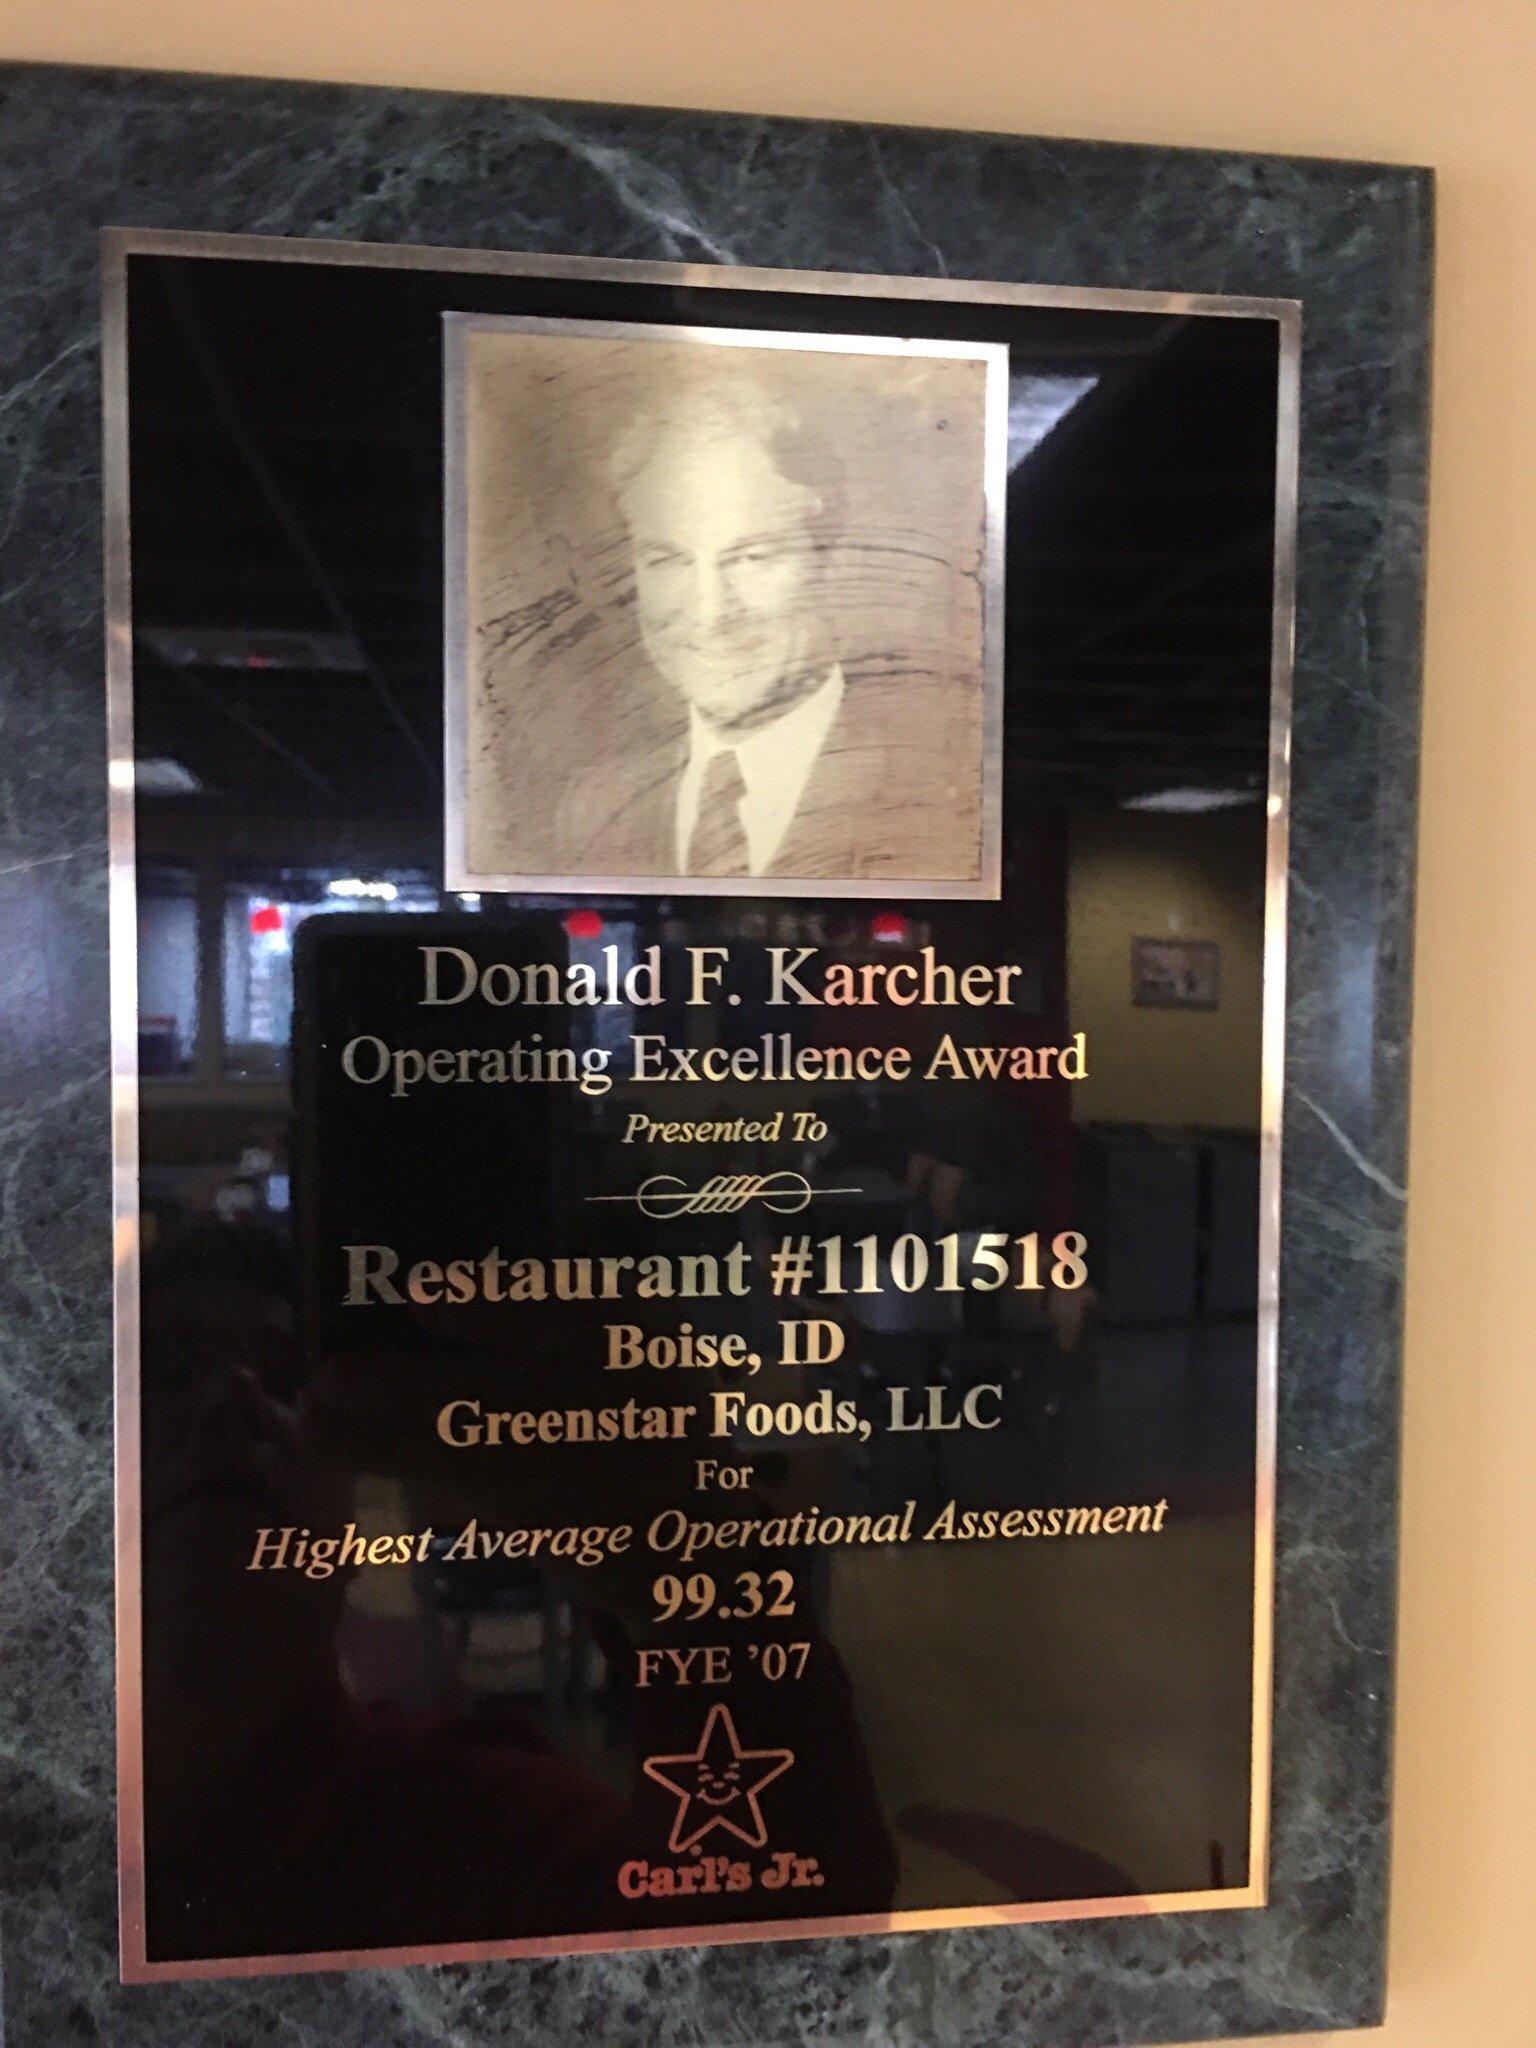 Donald F. Karcher
Operating Excellence Award
Presented To
Restaurant #1101518
Boise, ID
Greenstar Foods, LLC
For
Highest Average Operational Assessment
99.32
FYE ’07
Carl's Jr.